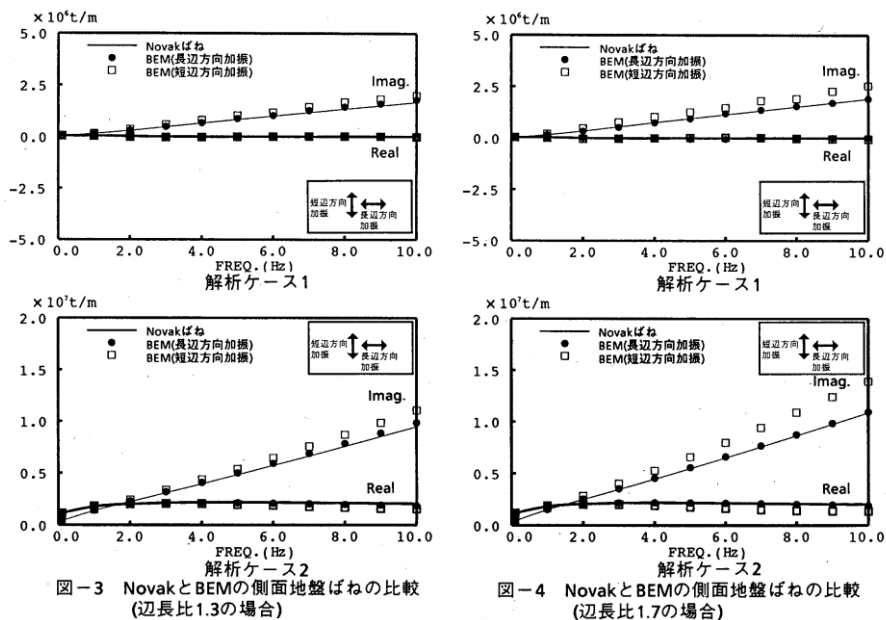 ×10⁶t/m
5.0
2.5
0.0
−2.5
−5.0
Novakばね
BEM(長辺方向加振)
BEM(短辺方向加振)
Imag.
Real
短辺方向
加振
長辺方向
加振
0.0 2.0 4.0 6.0 8.0 10.0
FREQ.(Hz)
解析ケース1
×10⁶t/m
5.0
2.5
0.0
−2.5
−5.0
Novakばね
BEM(長辺方向加振)
BEM(短辺方向加振)
Imag.
Real
短辺方向
加振
長辺方向
加振
0.0 2.0 4.0 6.0 8.0 10.0
FREQ.(Hz)
解析ケース1
×10⁷t/m
2.0
1.5
1.0
0.5
0.0
Novakばね
BEM(長辺方向加振)
BEM(短辺方向加振)
短辺方向
加振
長辺方向
加振
Imag.
Real
0.0 2.0 4.0 6.0 8.0 10.0
FREQ.(Hz)
解析ケース2
図−3 NovakとBEMの側面地盤ばねの比較
(辺長比1.3の場合)
×10⁷t/m
2.0
1.5
1.0
0.5
0.0
Novakばね
BEM(長辺方向加振)
BEM(短辺方向加振)
短辺方向
加振
長辺方向
加振
Imag.
Real
0.0 2.0 4.0 6.0 8.0 10.0
FREQ.(Hz)
解析ケース2
図−4 NovakとBEMの側面地盤ばねの比較
(辺長比1.7の場合)